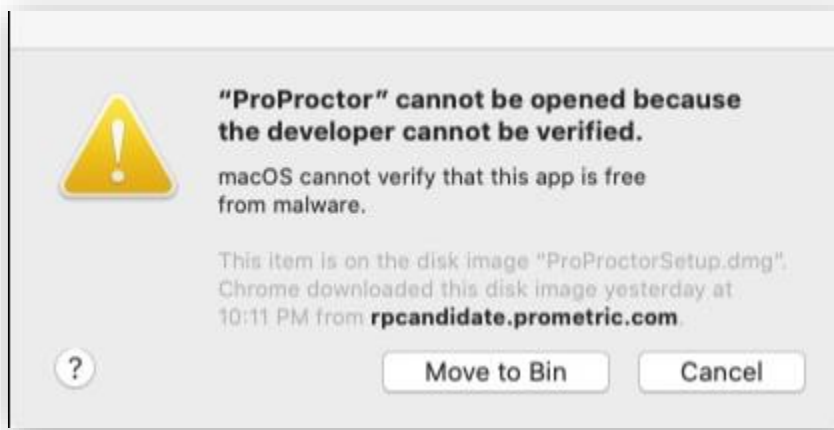 “ProProctor” cannot be opened because
the developer cannot be verified.
macOS cannot verify that this app is free
from malware.
This item is on the disk image “ProProctorSetup.dmg”.
Chrome downloaded this disk image yesterday at
10:11 PM from rpcandidate.prometric.com.
?
Move to Bin
Cancel